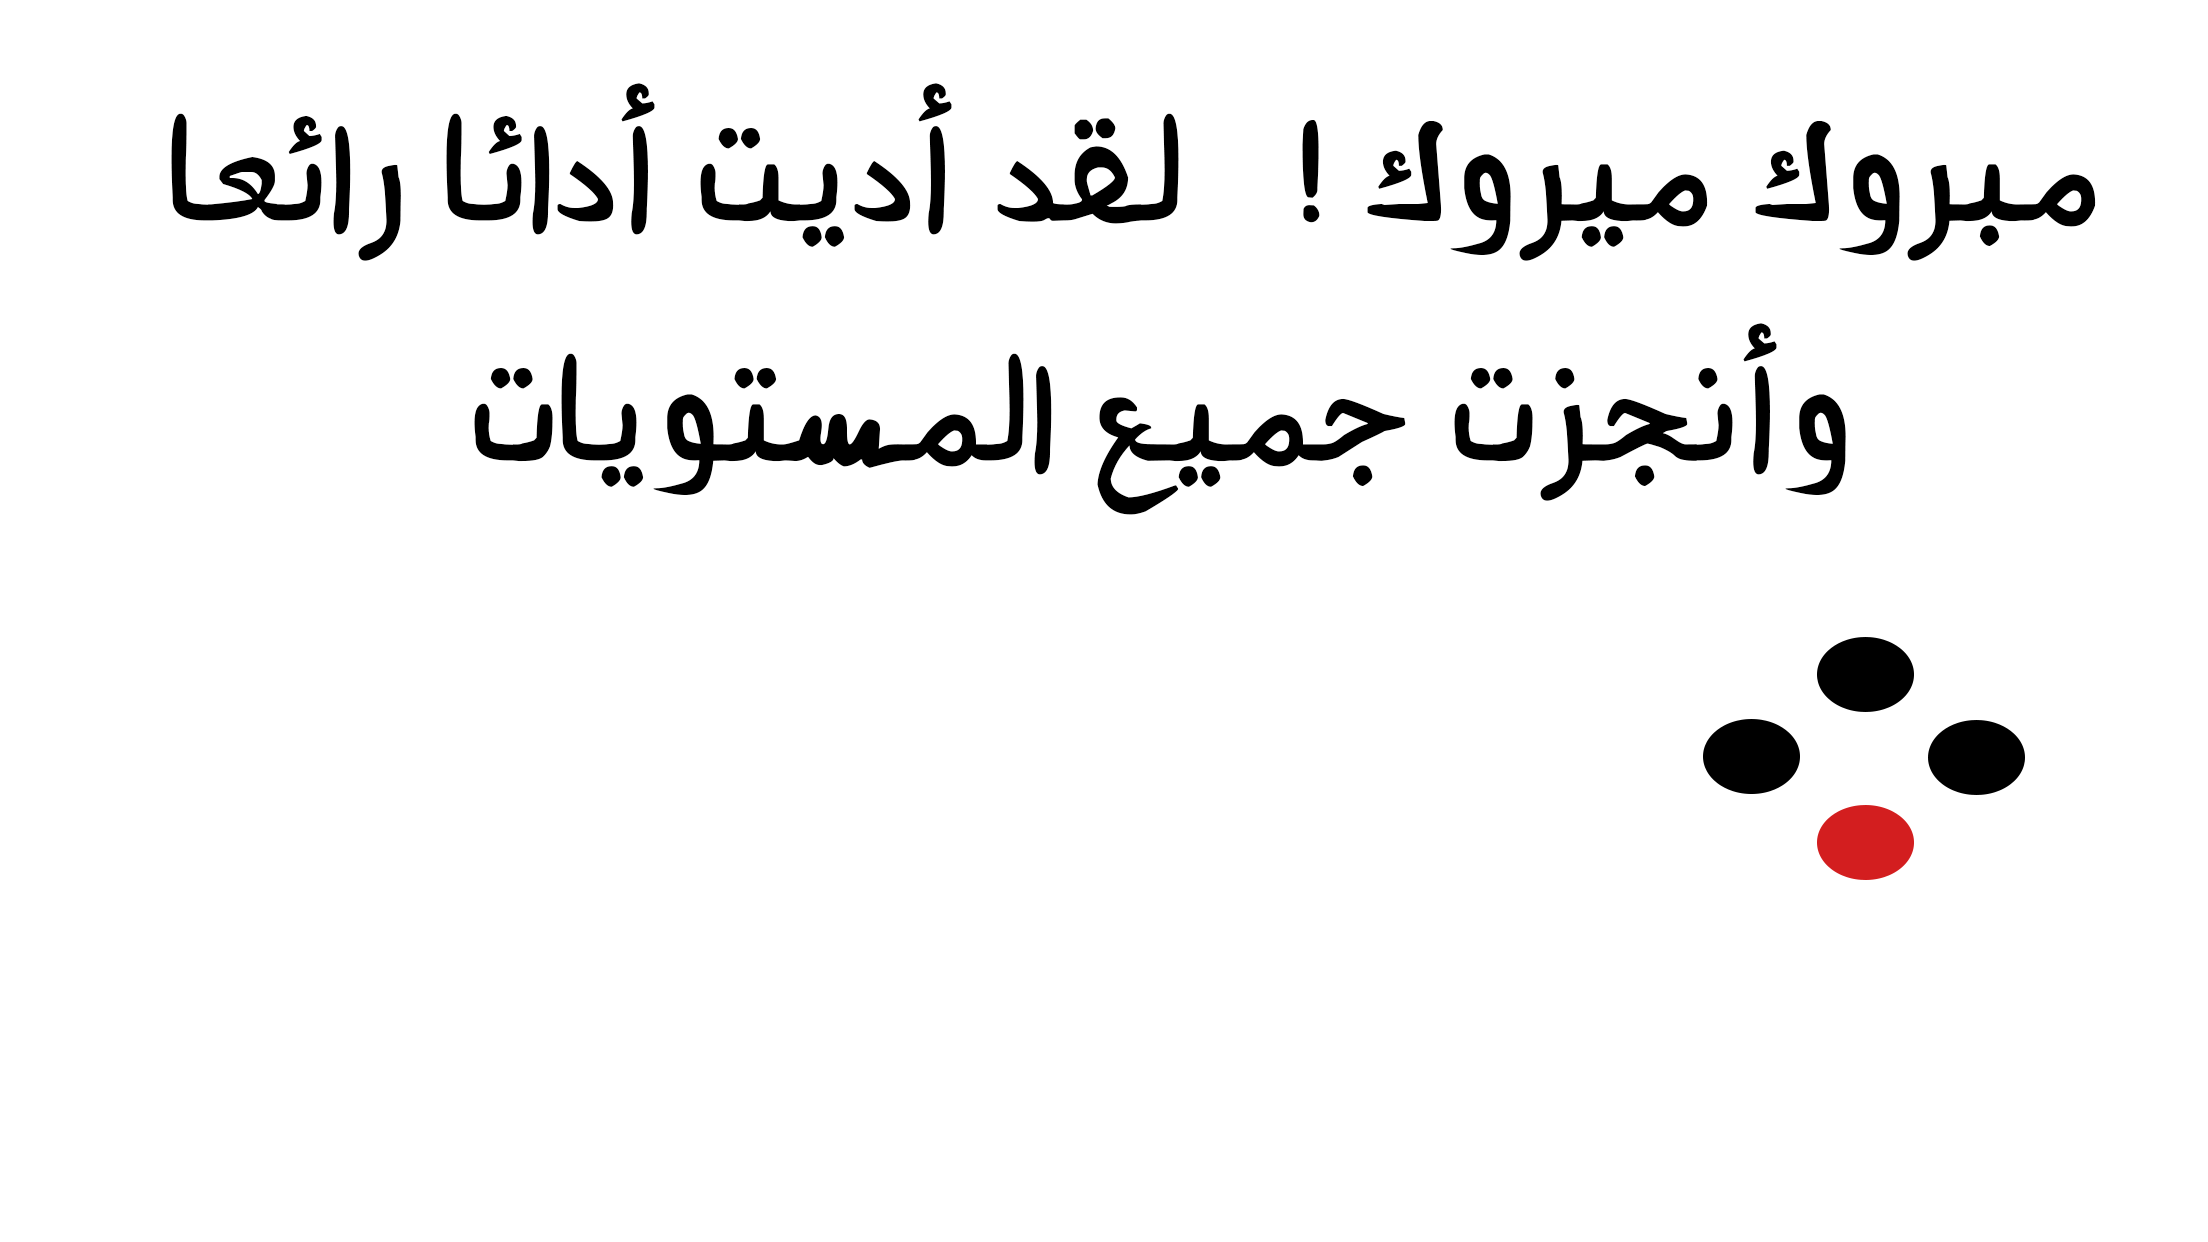 مبروك ميروك ! لقد أديت أدائا رائعا
وأنجزت جميع المستويات